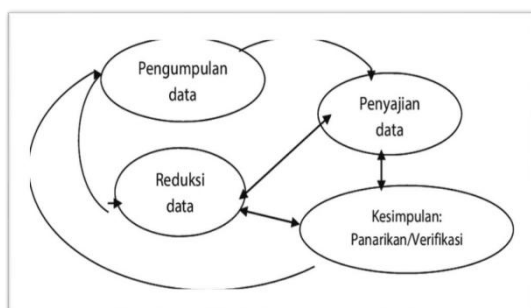 Pengumpulan
data
Penyajian
data
Reduksi
data
Kesimpulan:
Panarikan/Verifikasi